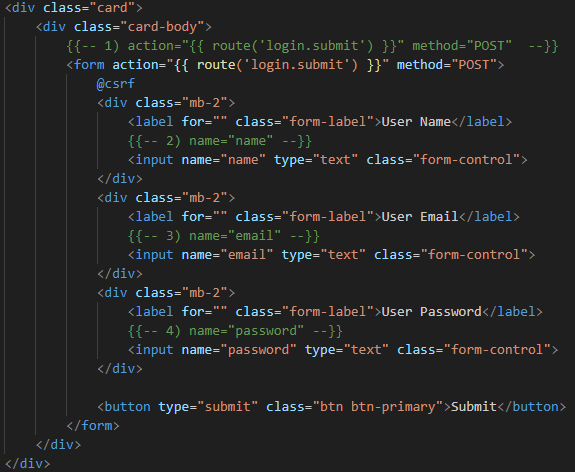 <div class="card">
    <div class="card-body">
        {{-- 1) action="{{ route('login.submit') }}" method="POST"  --}}
        <form action="{{ route('login.submit') }}" method="POST">
            @csrf
            <div class="mb-2">
                <label for="" class="form-label">User Name</label>
                {{-- 2) name="name" --}}
                <input name="name" type="text" class="form-control">
            </div>
            <div class="mb-2">
                <label for="" class="form-label">User Email</label>
                {{-- 3) name="email" --}}
                <input name="email" type="text" class="form-control">
            </div>
            <div class="mb-2">
                <label for="" class="form-label">User Password</label>
                {{-- 4) name="password" --}}
                <input name="password" type="text" class="form-control">
            </div>

            <button type="submit" class="btn btn-primary">Submit</button>
        </form>
    </div>
</div>